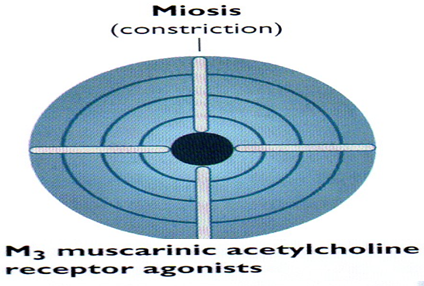 Miosis
(constriction)
M3 muscarinic acetylcholine
receptor agonists